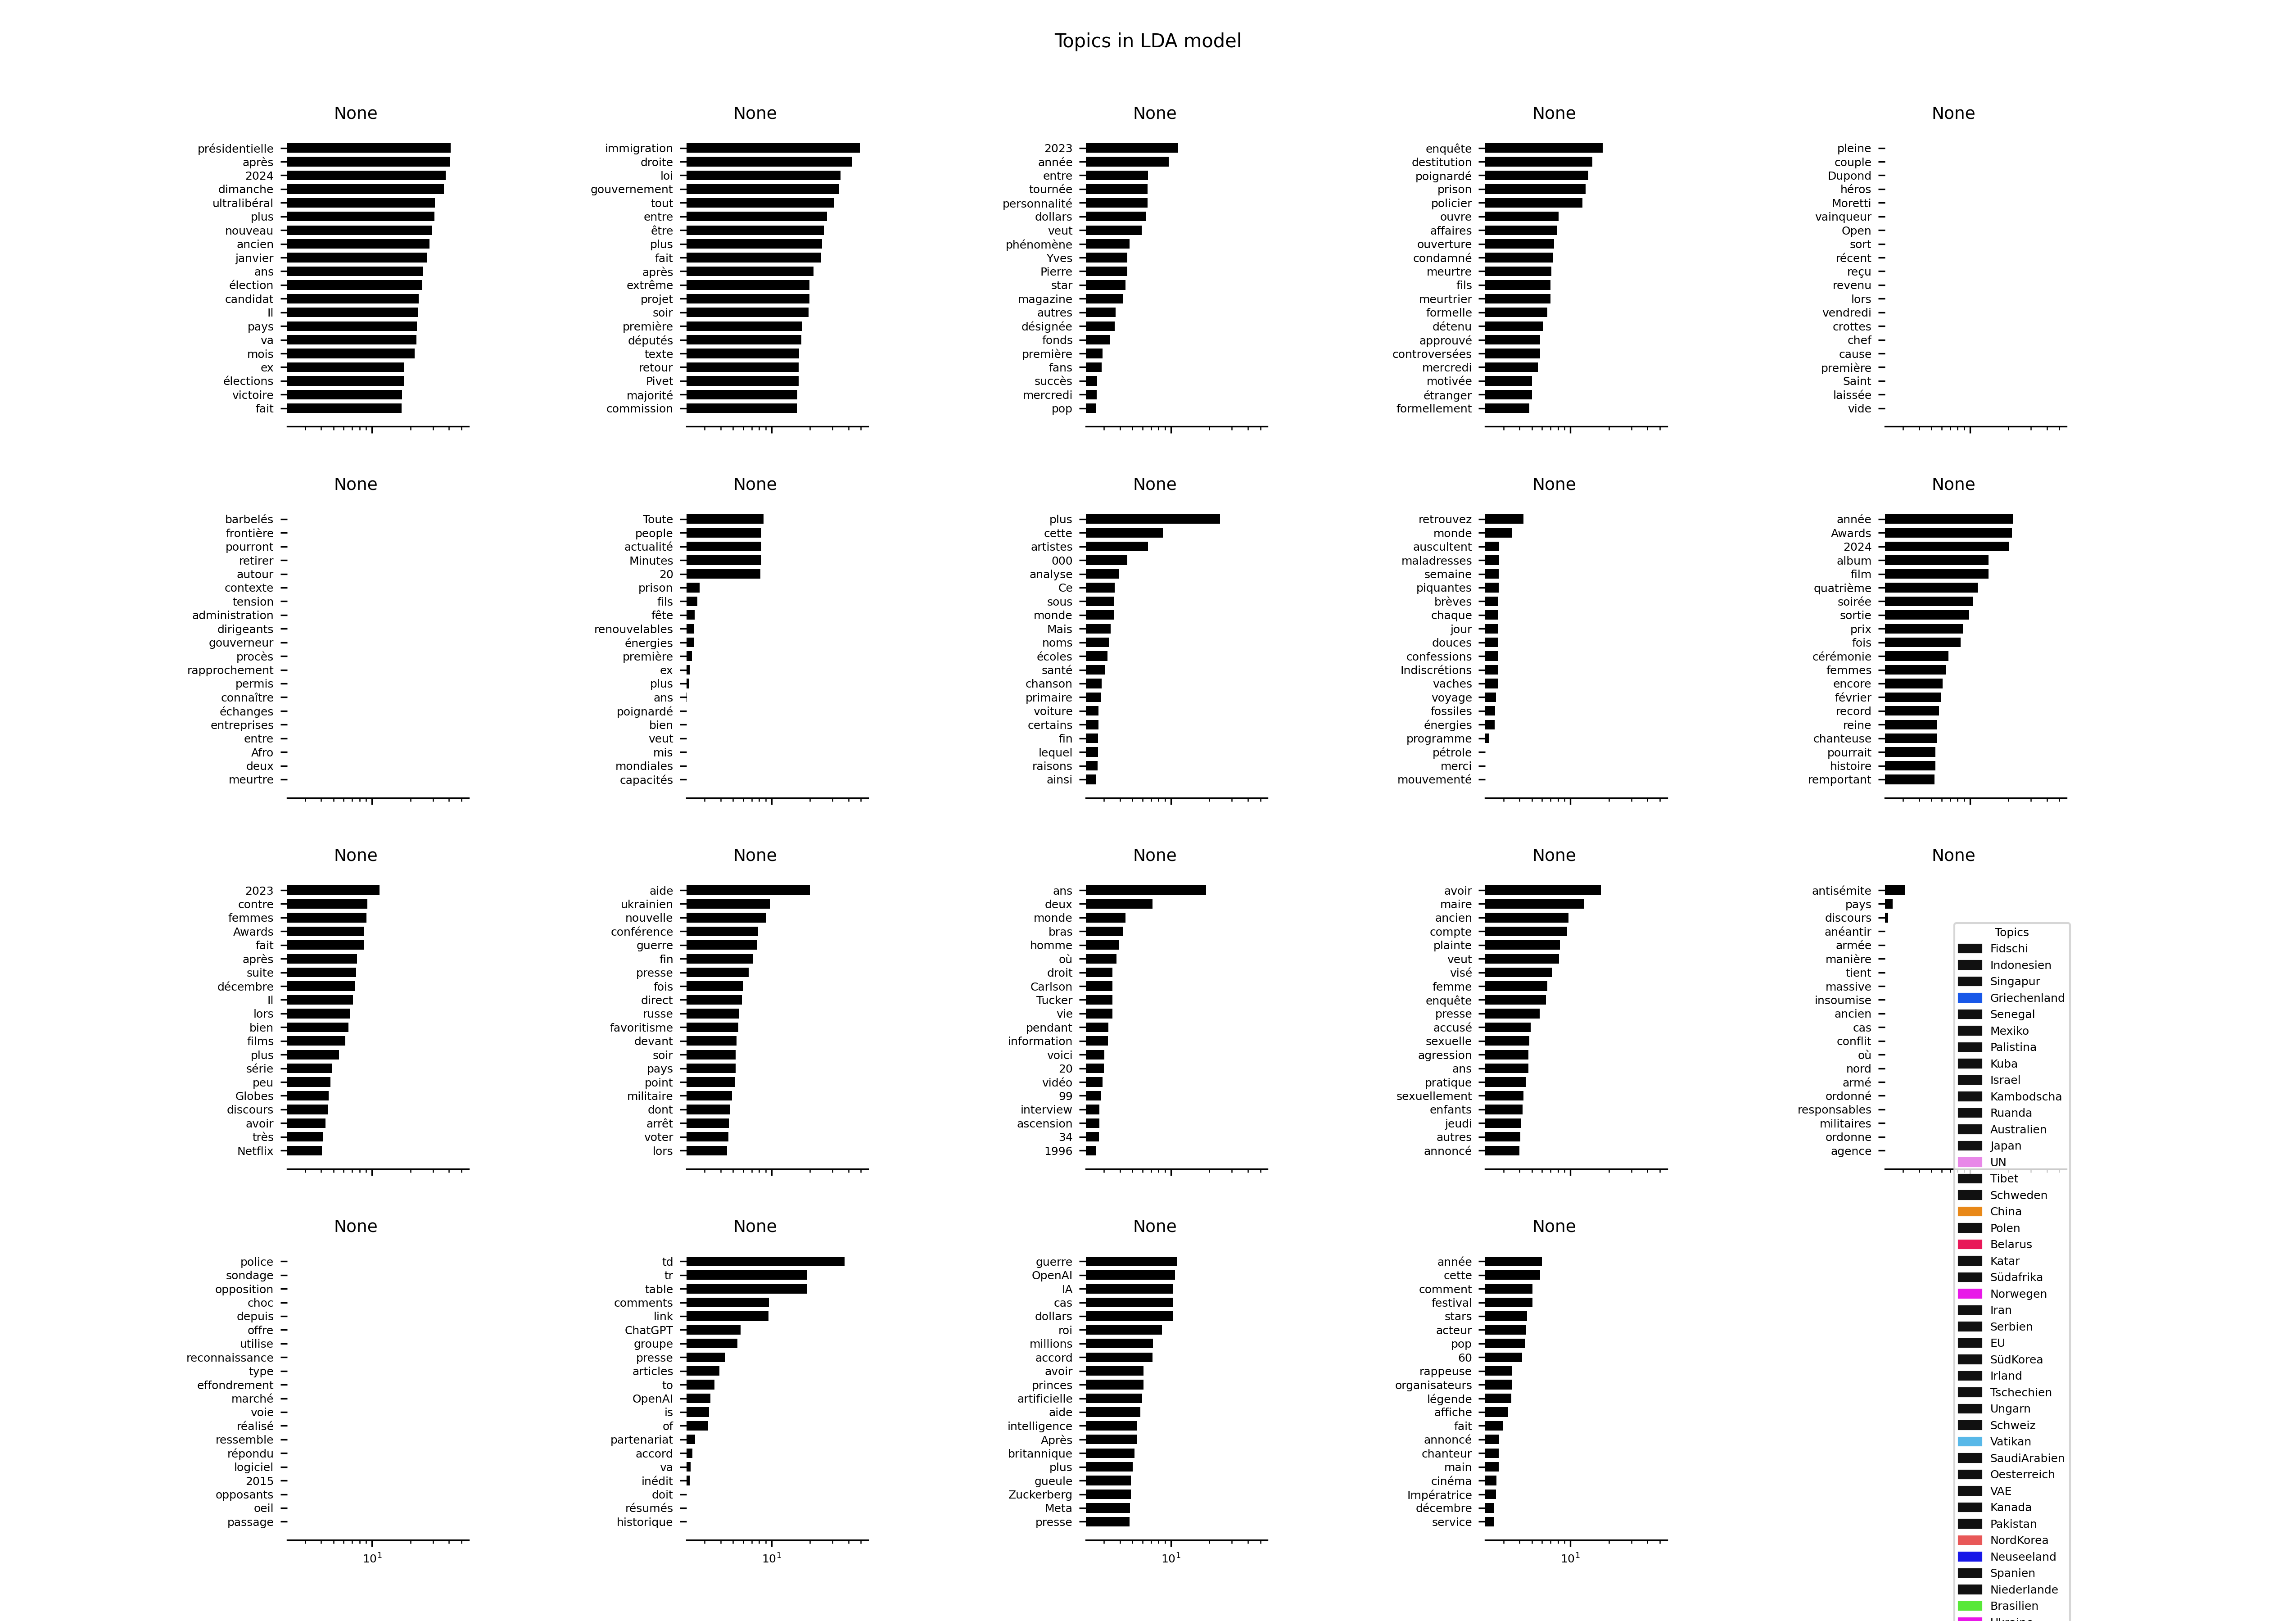 Topics in LDA model
None
présidentielle
après
2024
dimanche
ultralibéral
plus
nouveau
ancien
janvier
ans
élection
candidat
Il
pays
va
mois
ex
élections
victoire
fait
None
immigration
droite
loi
gouvernement
tout
entre
être
plus
fait
après
extrême
projet
soir
première
députés
texte
retour
Pivet
majorité
commission
None
2023
année
entre
tournée
personnalité
dollars
veut
phénomène
Yves
Pierre
star
magazine
autres
désignée
fonds
première
fans
succès
mercredi
pop
None
enquête
destitution
poignardé
prison
policier
ouvre
affaires
ouverture
condamné
meurtre
fils
meurtrier
formelle
détenu
approuvé
controversées
mercredi
motivée
étranger
formellement
None
pleine
couple
Dupond
héros
Moretti
vainqueur
Open
sort
récent
reçu
revenu
lors
vendredi
crottes
chef
cause
première
Saint
laissée
vide
None
barbelés
frontière
pourront
retirer
autour
contexte
tension
administration
dirigeants
gouverneur
procès
rapprochement
permis
connaître
échanges
entreprises
entre
Afro
deux
meurtre
None
Toute
people
actualité
Minutes
20
prison
fils
fête
renouvelables
énergies
première
ex
plus
ans
poignardé
bien
veut
mis
mondiales
capacités
None
plus
cette
artistes
000
analyse
Ce
sous
monde
Mais
noms
écoles
santé
chanson
primaire
voiture
certains
fin
lequel
raisons
ainsi
None
retrouvez
monde
auscultent
maladresses
semaine
piquantes
brèves
chaque
jour
douces
confessions
Indiscrétions
vaches
voyage
fossiles
énergies
programme
pétrole
merci
mouvementé
None
année
Awards
2024
album
film
quatrième
soirée
sortie
prix
fois
cérémonie
femmes
encore
février
record
reine
chanteuse
pourrait
histoire
remportant
None
2023
contre
femmes
Awards
fait
après
suite
décembre
Il
lors
bien
films
plus
série
peu
Globes
discours
avoir
très
Netflix
None
aide
ukrainien
nouvelle
conférence
guerre
fin
presse
fois
direct
russe
favoritisme
devant
soir
pays
point
militaire
dont
arrêt
voter
lors
None
ans
deux
monde
bras
homme
où
droit
Carlson
Tucker
vie
pendant
information
voici
20
vidéo
99
interview
ascension
34
1996
None
avoir
maire
ancien
compte
plainte
veut
visé
femme
enquête
presse
accusé
sexuelle
agression
ans
pratique
sexuellement
enfants
jeudi
autres
annoncé
None
antisémite
pays
discours
anéantir
armée
manière
tient
massive
insoumise
ancien
cas
conflit
où
nord
armé
ordonné
responsables
militaires
ordonne
agence
None
police
sondage
opposition
choc
depuis
offre
utilise
reconnaissance
type
effondrement
marché
voie
réalisé
ressemble
répondu
logiciel
2015
opposants
oeil
passage
10¹
None
td
tr
table
comments
link
ChatGPT
groupe
presse
articles
to
OpenAI
is
of
partenariat
accord
va
inédit
doit
résumés
historique
10¹
None
guerre
OpenAI
IA
cas
dollars
roi
millions
accord
avoir
princes
artificielle
aide
intelligence
Après
britannique
plus
gueule
Zuckerberg
Meta
presse
10¹
None
année
cette
comment
festival
stars
acteur
pop
60
rappeuse
organisateurs
légende
affiche
fait
annoncé
chanteur
main
cinéma
Impératrice
décembre
service
10¹
Topics
Fidschi
Indonesien
Singapur
Griechenland
Senegal
Mexiko
Palistina
Kuba
Israel
Kambodscha
Ruanda
Australien
Japan
UN
Tibet
Schweden
China
Polen
Belarus
Katar
Südafrika
Norwegen
Iran
Serbien
EU
SüdKorea
Irland
Tschechien
Ungarn
Schweiz
Vatikan
SaudiArabien
Oesterreich
VAE
Kanada
Pakistan
NordKorea
Neuseeland
Spanien
Niederlande
Brasilien